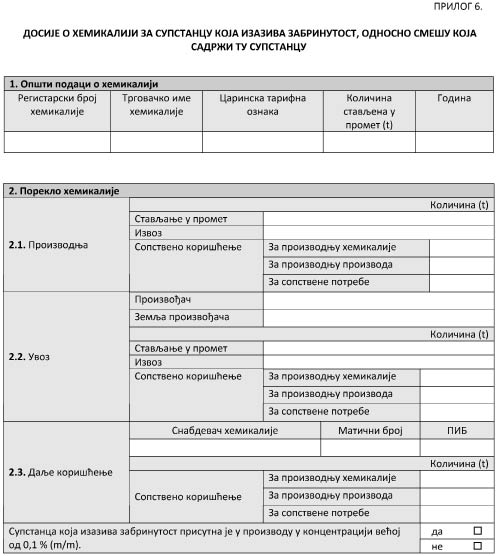 ПРИЛОГ 6.
ДОСИЈЕ О ХЕМИКАЛИЈИ ЗА СУПСТАНЦУ КОЈА ИЗАЗИВА ЗАБРИНУТОСТ, ОДНОСНО СМЕШУ КОЈА
САДРЖИ ТУ СУПСТАНЦУ
1. Општи подаци о хемикалији
Регистарски број хемикалије
Трговачко име хемикалије
Царинска тарифна ознака
Количина стављена у промет (t)
Година
2. Порекло хемикалије
2.1. Производња
Количина (t)
Стављање у промет
Извоз
Сопствено коришћење
За производњу хемикалије
За производњу производа
За сопствене потребе
2.2. Увоз
Произвођач
Земља произвођача
Количина (t)
Стављање у промет
Извоз
Сопствено коришћење
За производњу хемикалије
За производњу производа
За сопствене потребе
2.3. Даље коришћење
Снабдевач хемикалије
Матични број
ПИБ
Количина (t)
Сопствено коришћење
За производњу хемикалије
За производњу производа
За сопствене потребе
Супстанца која изазива забринутост присутна је у производу у концентрацији већој
од 0,1 % (m/m).
да ☐
не ☐